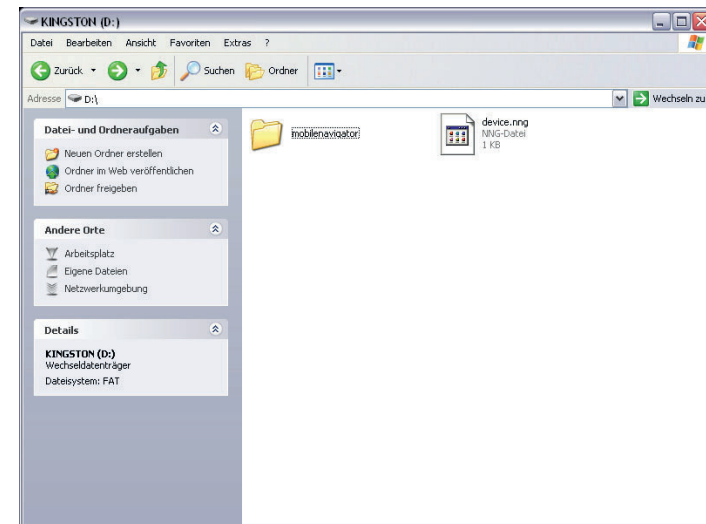 KINGSTON (D:)
Datei Bearbeiten Ansicht Favoriten Extras ?
Zurück Suchen Ordner
Adresse D:\ Wechseln zu
Datei- und Ordneraufgaben
Neuen Ordner erstellen
Ordner im Web veröffentlichen
Ordner freigeben
Andere Orte
Arbeitsplatz
Eigene Dateien
Netzwerkumgebung
Details
KINGSTON (D:)
Wechseldatenträger
Dateisystem: FAT
mobilenavigator
device.nng
NNG-Datei
1 KB